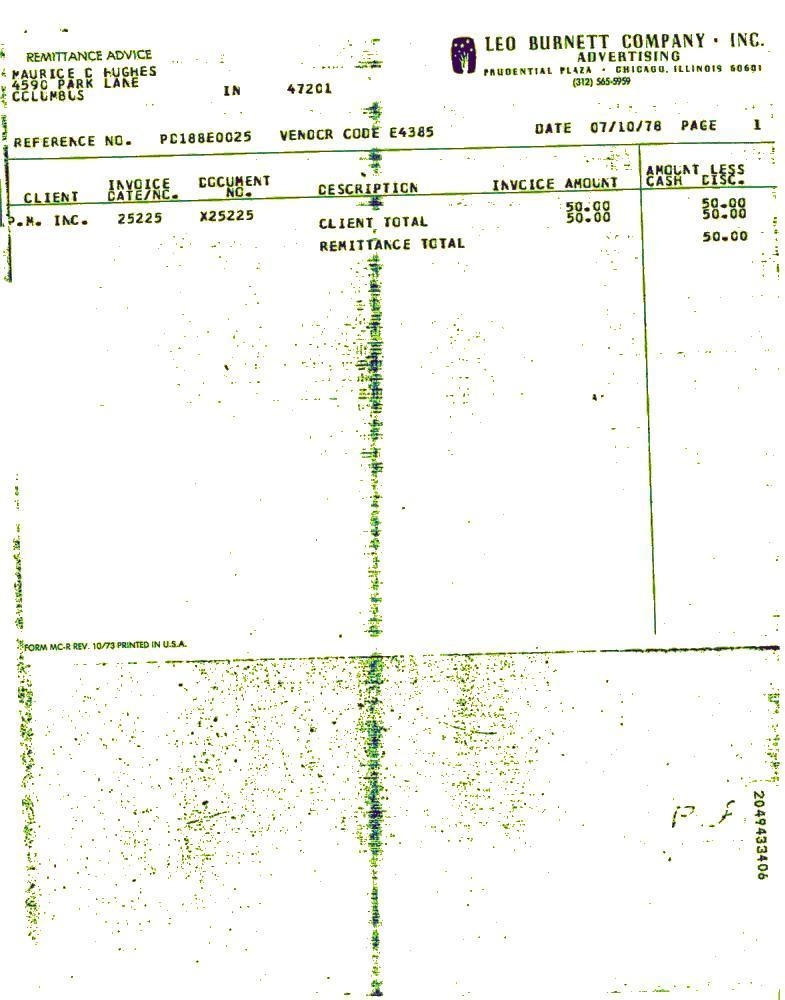 REMITTANCE ADVICE
LEO BURNETT COMPANY · INC.
ADVERTISING
PRUDENTIAL PLAZA · CHICAGO, ILLINOIS 60601
(312) 565-5959
MAURICE C HUGHES
4590 PARK LANE
COLUMBUS IN 47201
REFERENCE NO. PC188E0025 VENDOR CODE E4385 DATE 07/10/78 PAGE 1
CLIENT INVOICE DATE/NO. DOCUMENT NO. DESCRIPTION INVOICE AMOUNT AMOUNT LESS CASH DISC.
50.00 50.00
P.M. INC. 25225 X25225 CLIENT TOTAL 50.00 50.00
REMITTANCE TOTAL 50.00
FORM MC-R REV. 10/73 PRINTED IN U.S.A.
2049433406